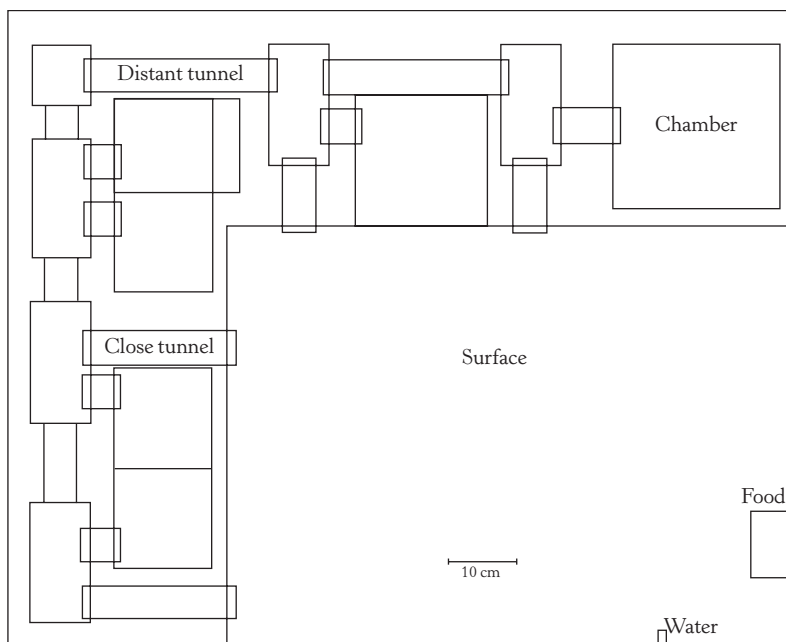 Distant tunnel
Chamber
Close tunnel
Surface
Food
10 cm
Water